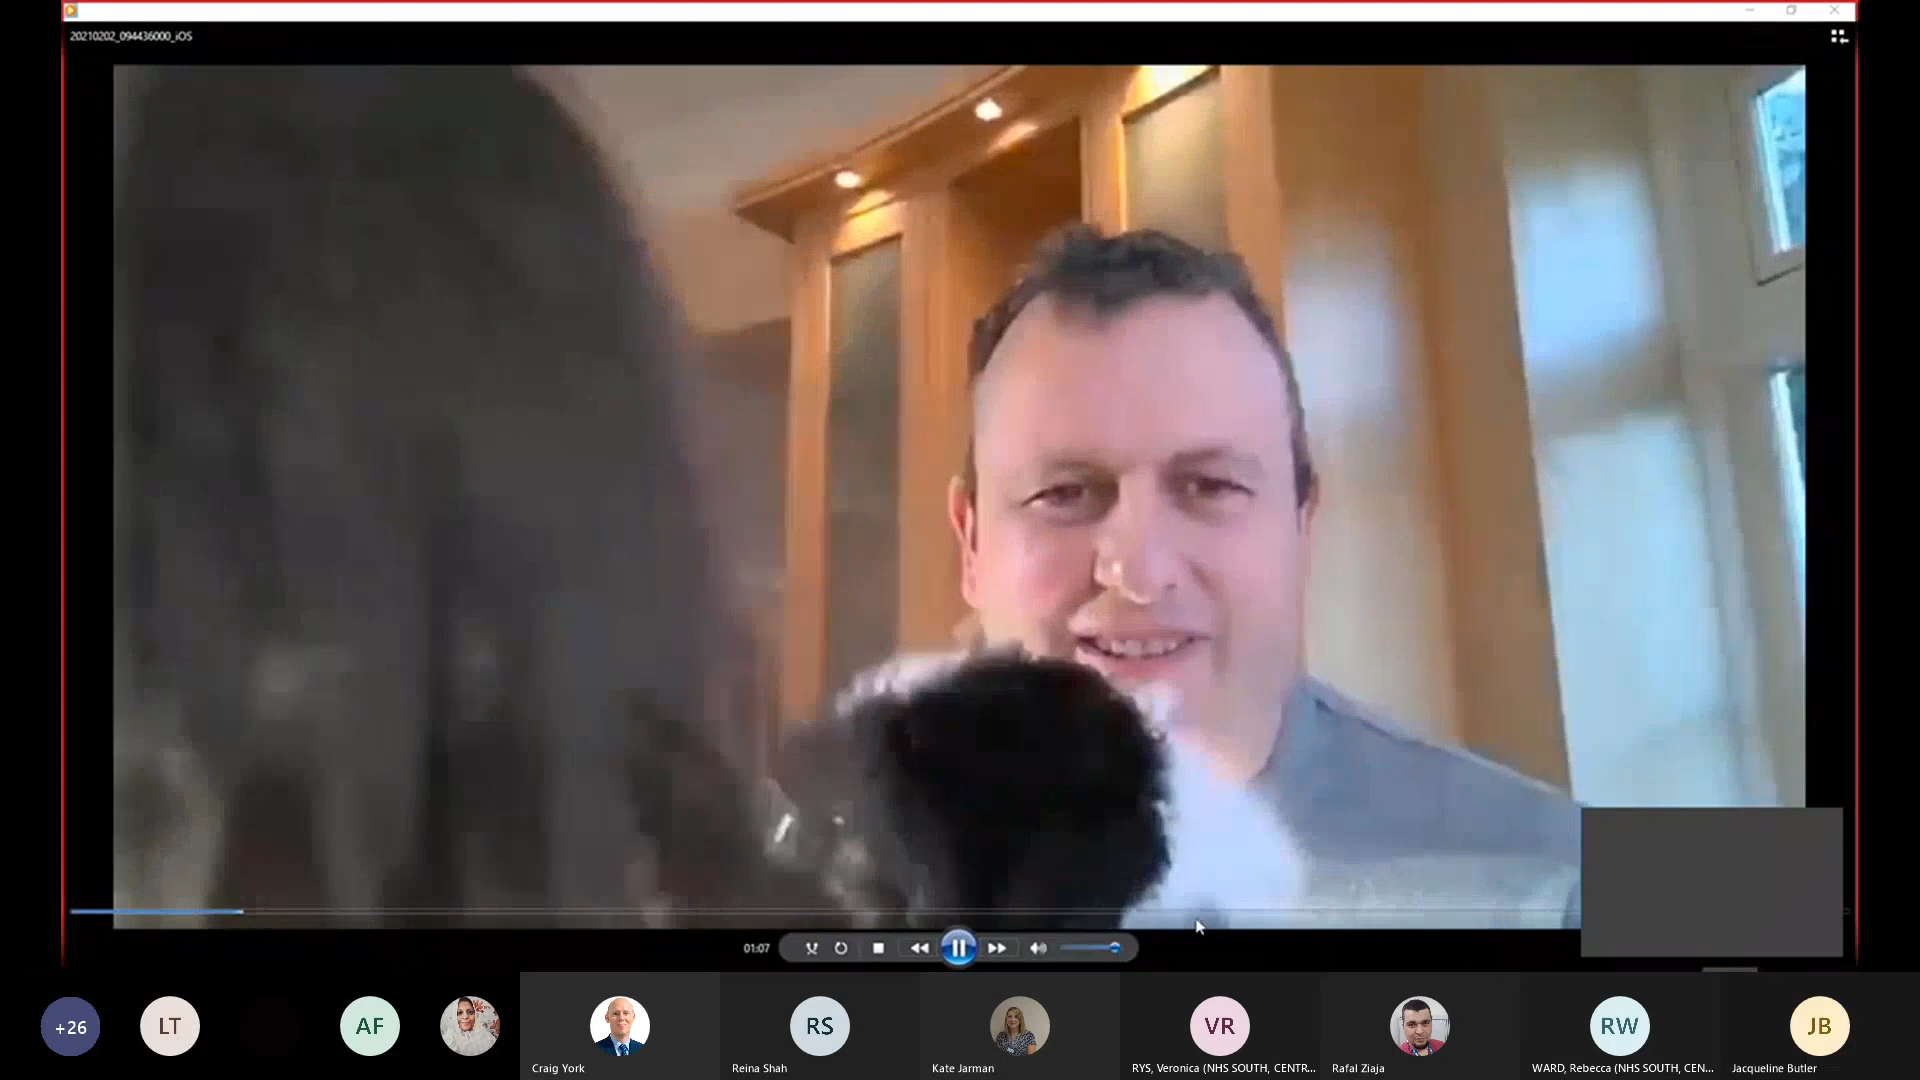 20210202_094436000_iOS
01:07
+26
LT
AF
RS
VR
RW
JB
Craig York
Reina Shah
Kate Jarman
RYS, Veronica (NHS SOUTH, CENTR...
Rafal Ziaja
WARD, Rebecca (NHS SOUTH, CEN...
Jacqueline Butler